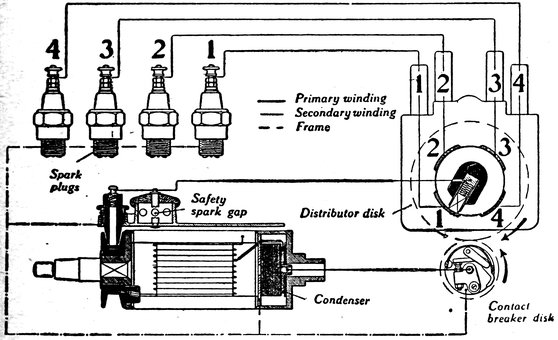 4 3 2 1
1 2 3 4
Primary winding
Secondary winding
Frame
2 3
Spark
plugs
Safety
spark gap
Distributor disk
1 4
Condenser
Contact
breaker disk